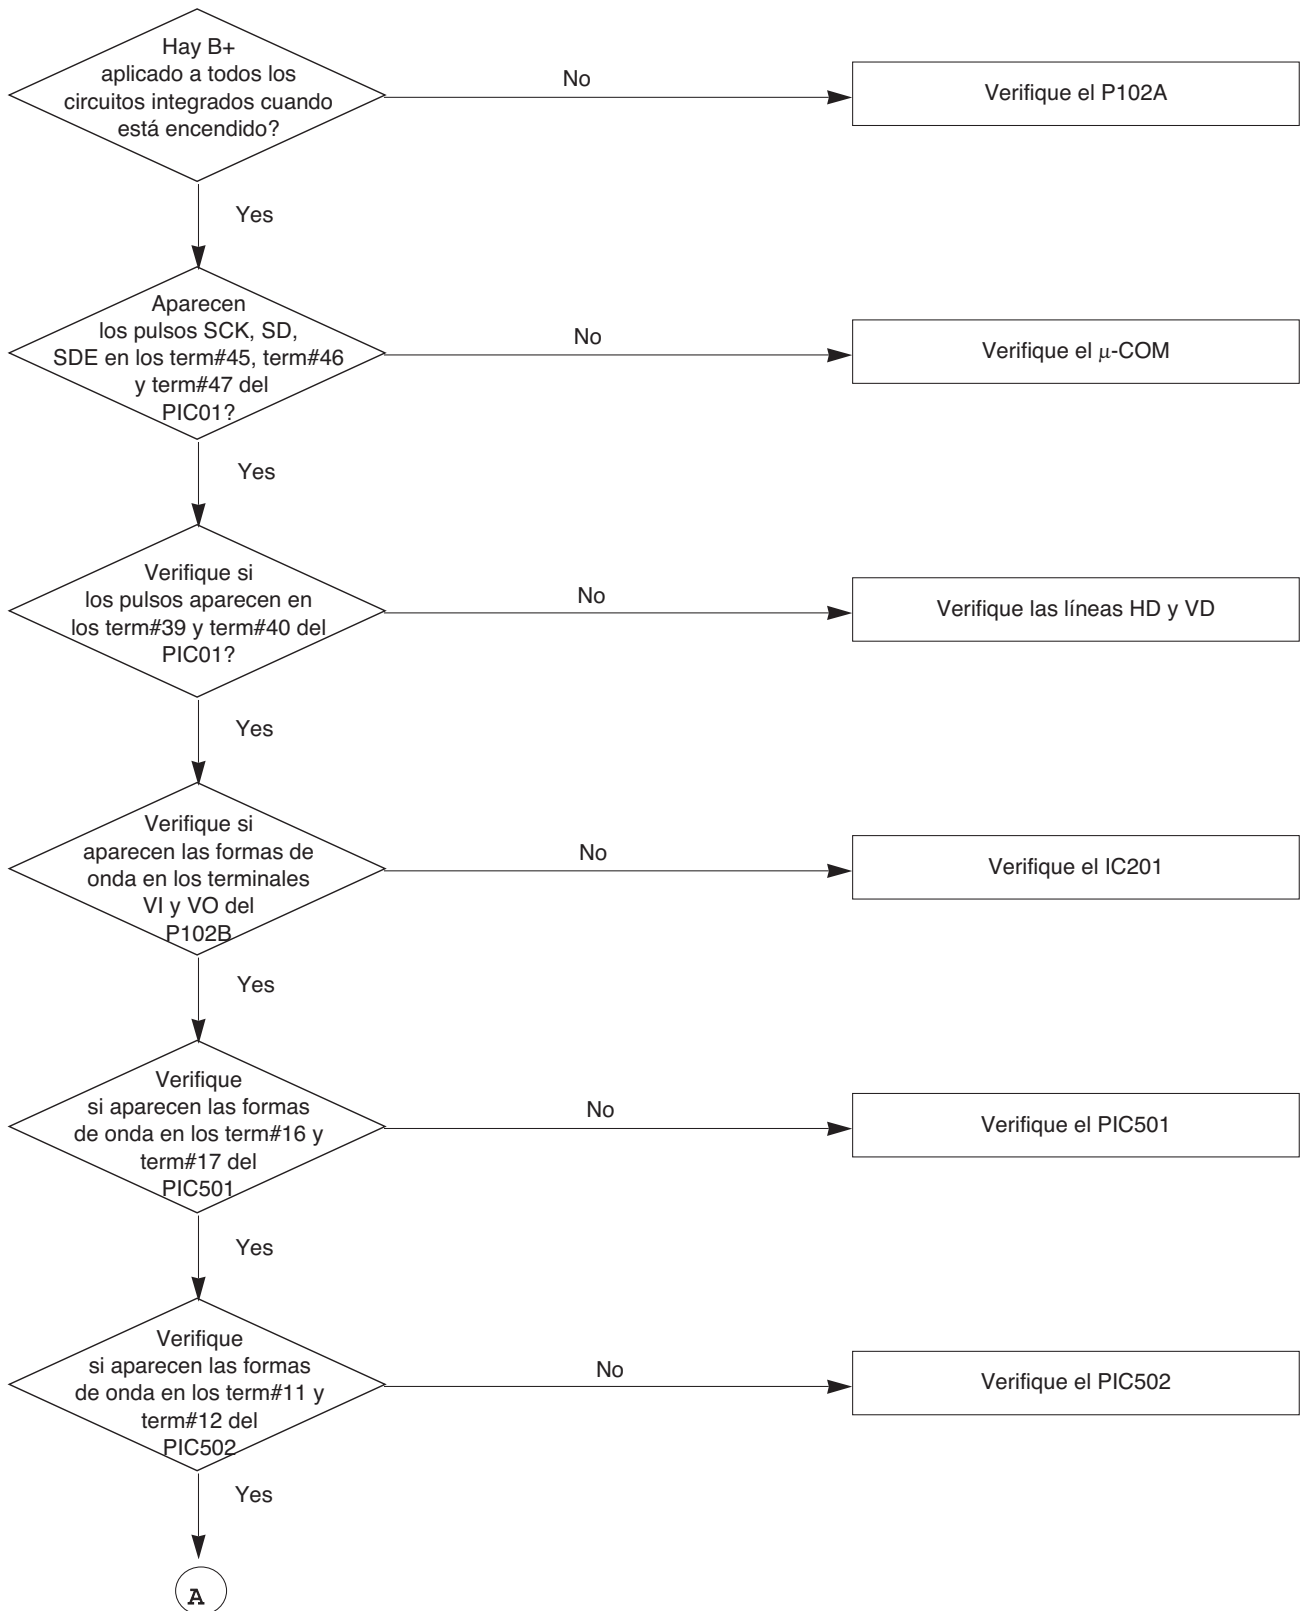 Hay B+
aplicado a todos los
circuitos integrados cuando
está encendido?
No
Verifique el P102A
Yes
Aparecen
los pulsos SCK, SD,
SDE en los term#45, term#46
y term#47 del
PIC01?
No
Verifique el μ-COM
Yes
Verifique si
los pulsos aparecen en
los term#39 y term#40 del
PIC01?
No
Verifique las líneas HD y VD
Yes
Verifique si
aparecen las formas de
onda en los terminales
VI y VO del
P102B
No
Verifique el IC201
Yes
Verifique
si aparecen las formas
de onda en los term#16 y
term#17 del
PIC501
No
Verifique el PIC501
Yes
Verifique
si aparecen las formas
de onda en los term#11 y
term#12 del
PIC502
No
Verifique el PIC502
Yes
A